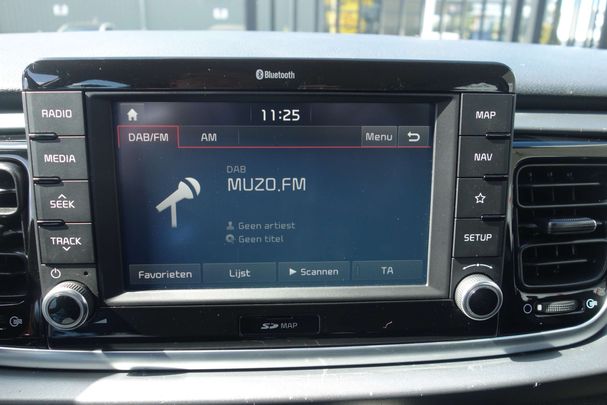 Bluetooth
RADIO
MEDIA
SEEK
TRACK
11:25
DAB/FM
AM
Menu
DAB
MUZO.FM
Geen artiest
Geen titel
Favorieten
Lijst
Scannen
TA
MAP
NAV
SETUP
SD MAP